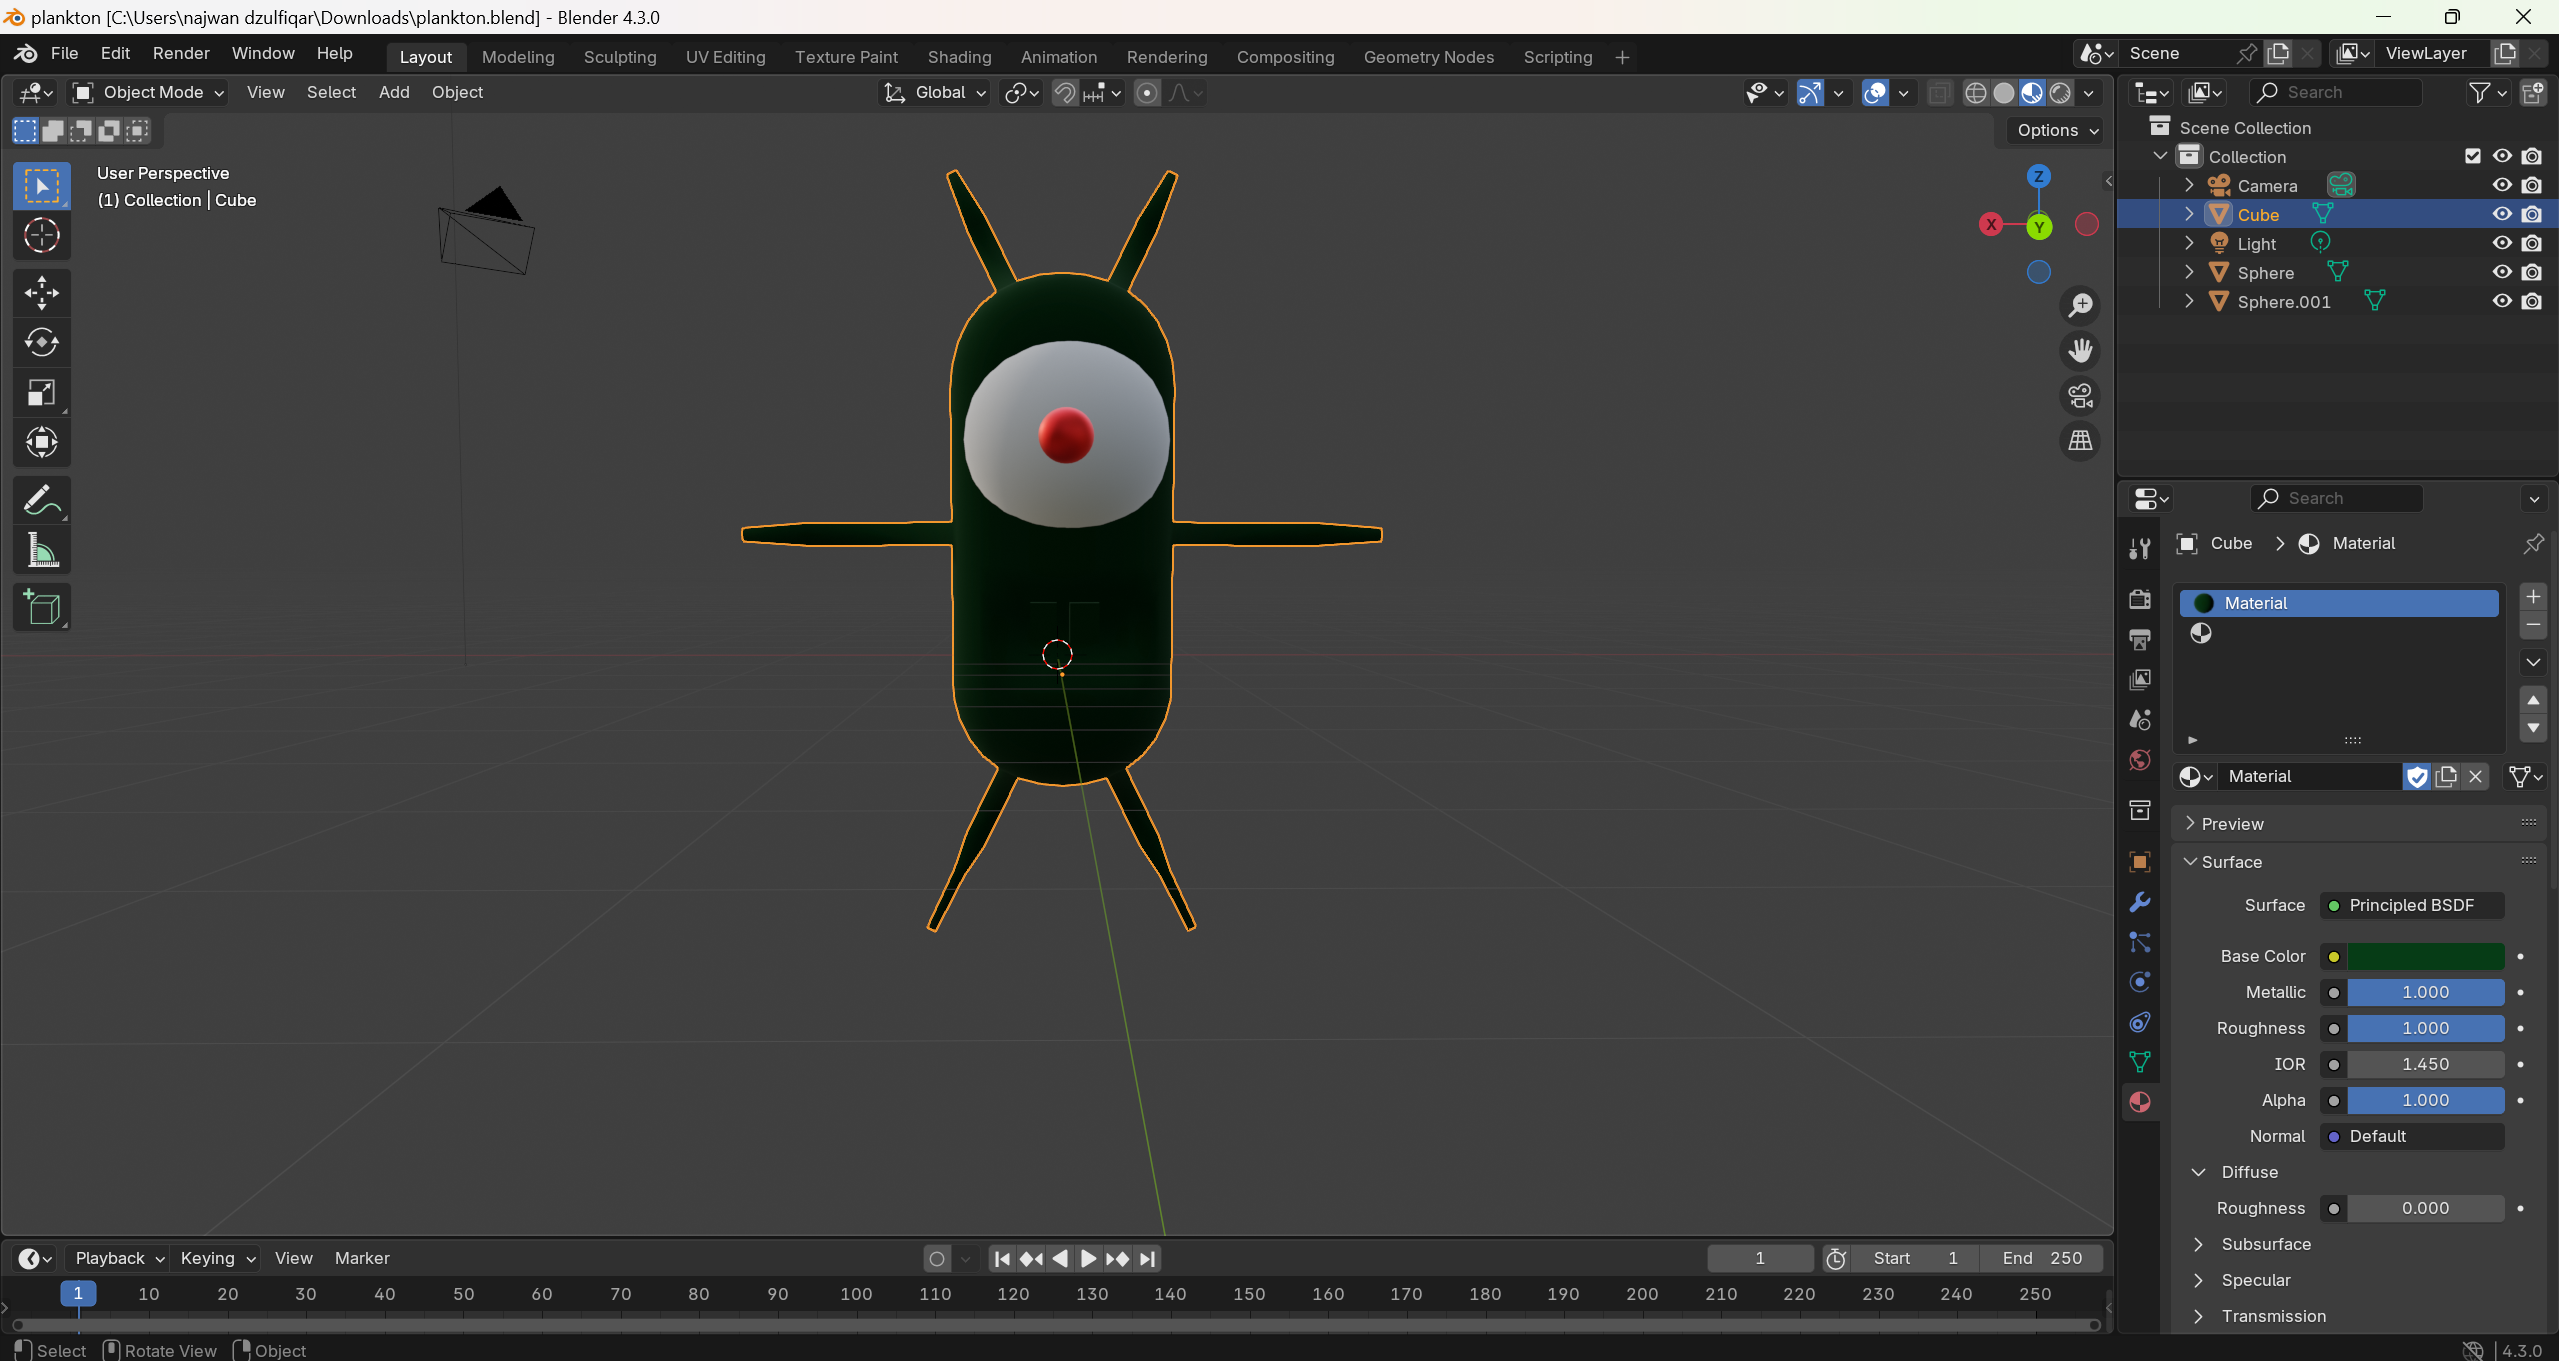 plankton [C:\Users\najwan dzulfiqar\Downloads\plankton.blend] - Blender 4.3.0
File Edit Render Window Help Layout Modeling Sculpting UV Editing Texture Paint Shading Animation Rendering Compositing Geometry Nodes Scripting + Scene ViewLayer
Object Mode View Select Add Object Global Search
Options
User Perspective
(1) Collection | Cube
Z
X
Y
Scene Collection
Collection
Camera
Cube
Light
Sphere
Sphere.001
Search
Cube > Material
Material
Material
Preview
Surface
Surface Principled BSDF
Base Color
Metallic 1.000
Roughness 1.000
IOR 1.450
Alpha 1.000
Normal Default
Diffuse
Roughness 0.000
Subsurface
Specular
Transmission
Playback Keying View Marker 1 Start 1 End 250
1 10 20 30 40 50 60 70 80 90 100 110 120 130 140 150 160 170 180 190 200 210 220 230 240 250
Select Rotate View Object 4.3.0